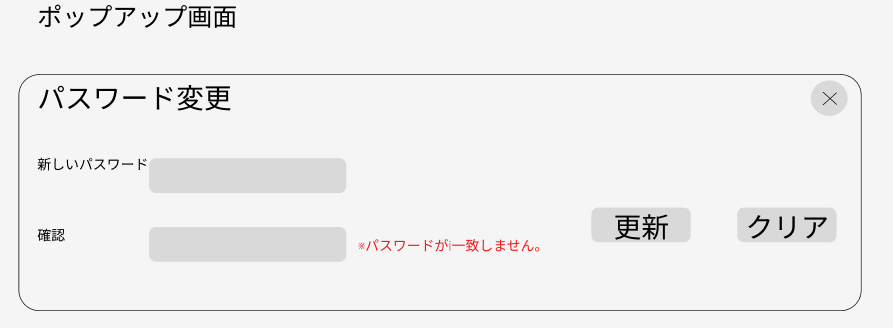 ポップアップ画面
パスワード変更
新しいパスワード
確認
※パスワードが一致しません。
更新
クリア